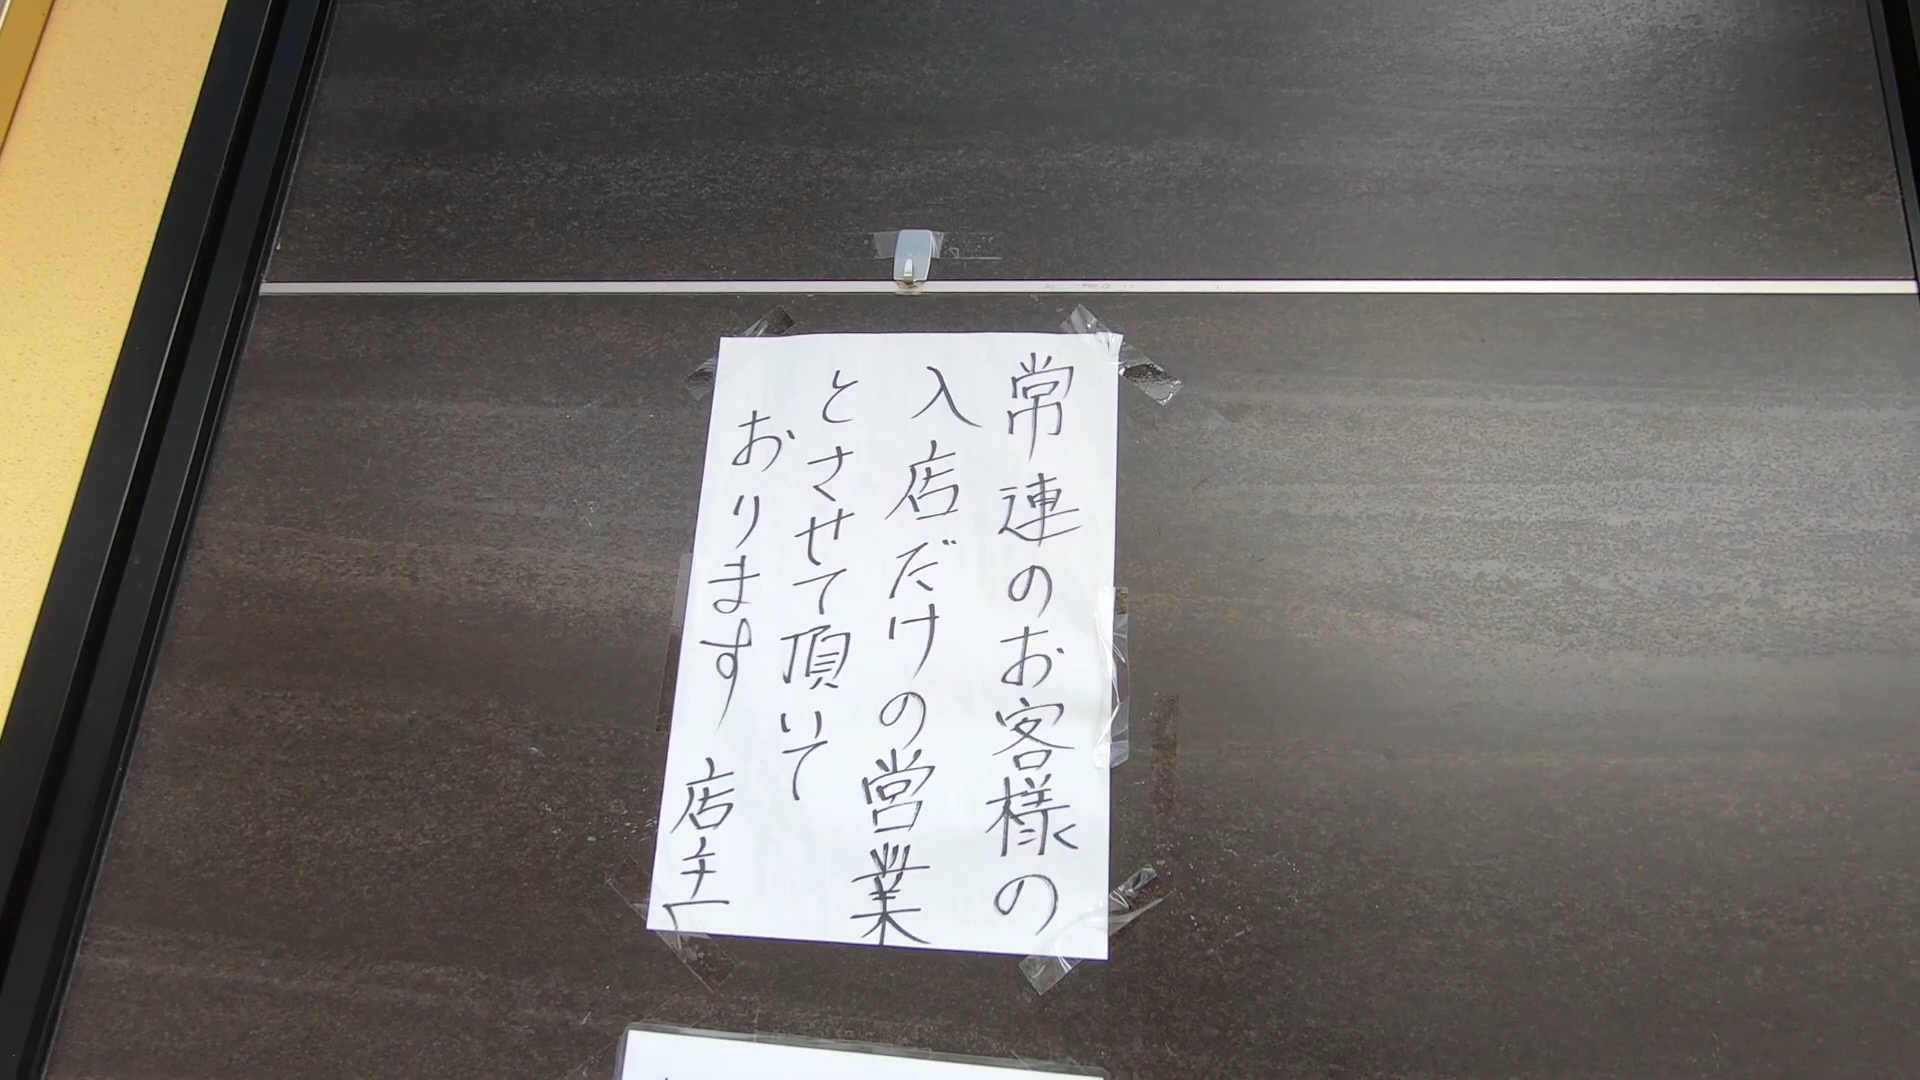 常連のお客様の
入店だけの営業
とさせて頂いて
おります 店主」